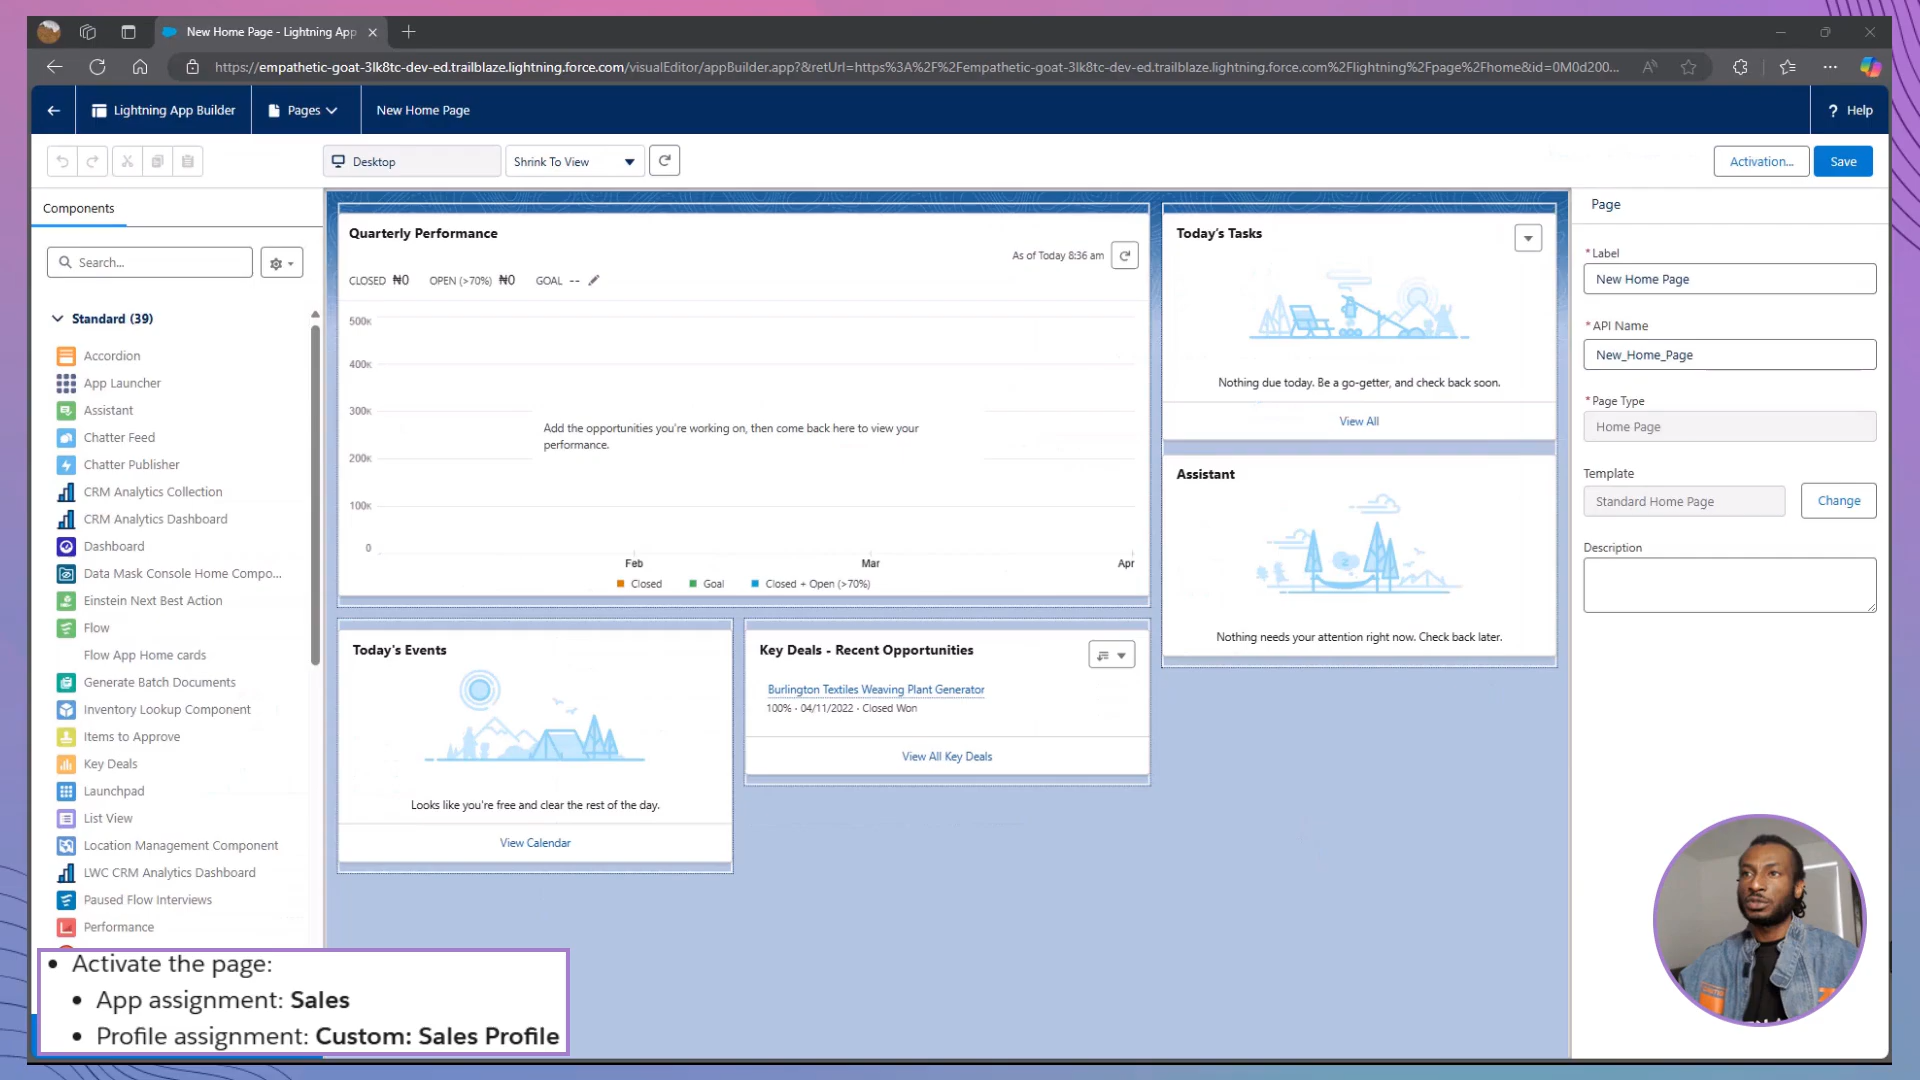 New Home Page - Lightning App
https://empathetic-goat-3lk8tc-dev-ed.trailblaze.lightning.force.com/visualEditor/appBuilder.app?&retUrl=https%3A%2F%2Fempathetic-goat-3lk8tc-dev-ed.trailblaze.lightning.force.com%2Flightning%2Fpage%2Fhome&id=0M0d200...
Lightning App Builder
Pages
New Home Page
? Help
Desktop
Shrink To View
Activation...
Save
Components
Search...
Standard (39)
Accordion
App Launcher
Assistant
Chatter Feed
Chatter Publisher
CRM Analytics Collection
CRM Analytics Dashboard
Dashboard
Data Mask Console Home Compo...
Einstein Next Best Action
Flow
Flow App Home cards
Generate Batch Documents
Inventory Lookup Component
Items to Approve
Key Deals
Launchpad
List View
Location Management Component
LWC CRM Analytics Dashboard
Paused Flow Interviews
Performance
Quarterly Performance
As of Today 8:36 am
CLOSED ₦0 OPEN (>70%) ₦0 GOAL --
500K
400K
300K
200K
100K
0
Add the opportunities you're working on, then come back here to view your
performance.
Feb Mar Apr
Closed Goal Closed + Open (>70%)
Today's Tasks
Nothing due today. Be a go-getter, and check back soon.
View All
Assistant
Nothing needs your attention right now. Check back later.
Today's Events
Looks like you're free and clear the rest of the day.
View Calendar
Key Deals - Recent Opportunities
Burlington Textiles Weaving Plant Generator
100% · 04/11/2022 · Closed Won
View All Key Deals
Page
*Label
New Home Page
*API Name
New_Home_Page
*Page Type
Home Page
Template
Standard Home Page
Change
Description
• Activate the page:
• App assignment: Sales
• Profile assignment: Custom: Sales Profile